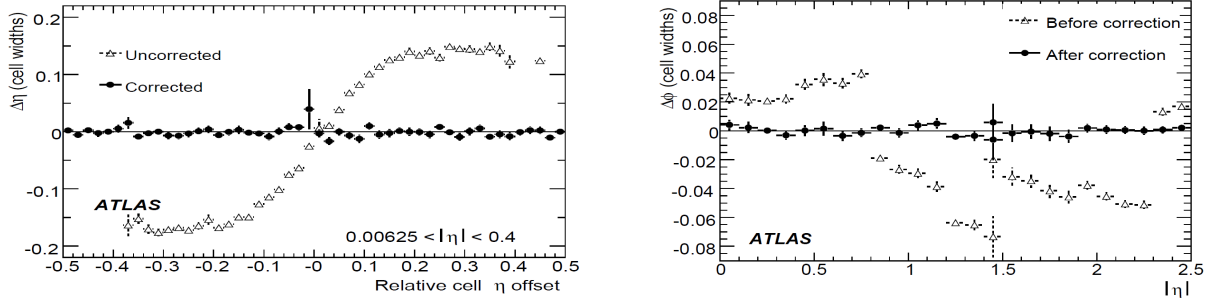 Δη (cell widths)
0.1
0
-0.1
-0.2
Uncorrected
Corrected
ATLAS
0.00625 < |η| < 0.4
-0.5 -0.4 -0.3 -0.2 -0.1 -0 0.1 0.2 0.3 0.4 0.5
Relative cell η offset
Δϕ (cell widths)
0.08
0.06
0.04
0.02
0
-0.02
-0.04
-0.06
-0.08
Before correction
After correction
ATLAS
0 0.5 1 1.5 2 2.5
|η|